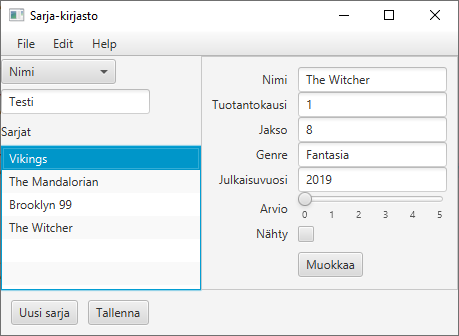 Sarja-kirjasto
File Edit Help
Nimi
Testi
Sarjat
Vikings
The Mandalorian
Brooklyn 99
The Witcher
Nimi The Witcher
Tuotantokausi 1
Jakso 8
Genre Fantasia
Julkaisuvuosi 2019
Arvio
0 1 2 3 4 5
Nähty
Muokkaa
Uusi sarja Tallenna